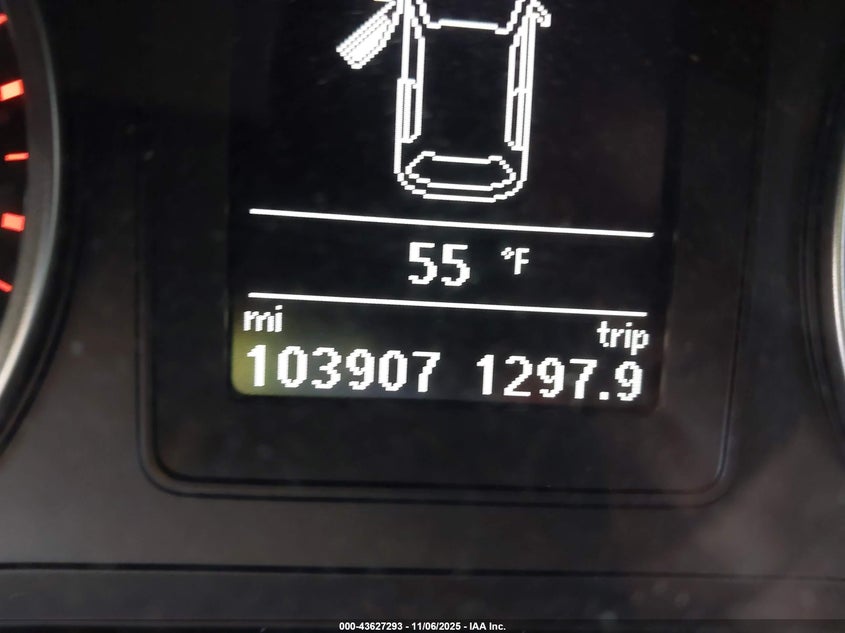 55 °F
mi trip
103907 1297.9
000-43627293 - 11/06/2025 - IAA Inc.